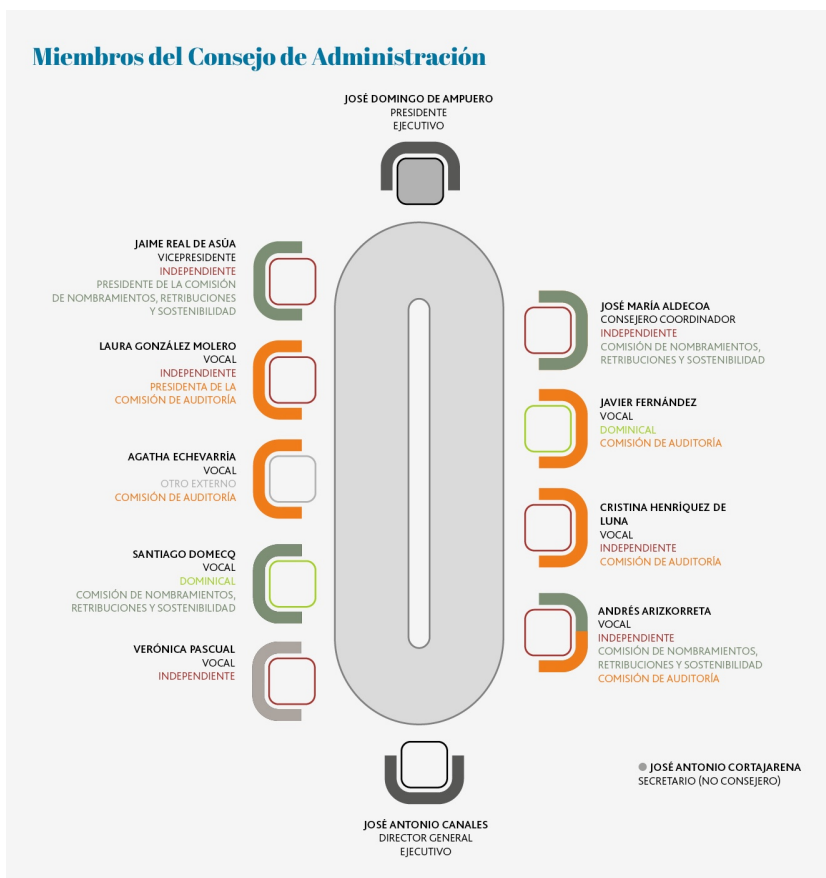 Miembros del Consejo de Administración
JOSÉ DOMINGO DE AMPUERO
PRESIDENTE
EJECUTIVO
JAIME REAL DE ASÚA
VICEPRESIDENTE
INDEPENDIENTE
PRESIDENTE DE LA COMISIÓN
DE NOMBRAMIENTOS, RETRIBUCIONES
Y SOSTENIBILIDAD
LAURA GONZÁLEZ MOLERO
VOCAL
INDEPENDIENTE
PRESIDENTA DE LA
COMISIÓN DE AUDITORÍA
AGATHA ECHEVARRÍA
VOCAL
OTRO EXTERNO
COMISIÓN DE AUDITORÍA
SANTIAGO DOMECQ
VOCAL
DOMINICAL
COMISIÓN DE NOMBRAMIENTOS,
RETRIBUCIONES Y SOSTENIBILIDAD
VERÓNICA PASCUAL
VOCAL
INDEPENDIENTE
JOSÉ MARÍA ALDECOA
CONSEJERO COORDINADOR
INDEPENDIENTE
COMISIÓN DE NOMBRAMIENTOS,
RETRIBUCIONES Y SOSTENIBILIDAD
JAVIER FERNÁNDEZ
VOCAL
DOMINICAL
COMISIÓN DE AUDITORÍA
CRISTINA HENRÍQUEZ DE
LUNA
VOCAL
INDEPENDIENTE
COMISIÓN DE AUDITORÍA
ANDRÉS ARIZKORRETA
VOCAL
INDEPENDIENTE
COMISIÓN DE NOMBRAMIENTOS,
RETRIBUCIONES Y SOSTENIBILIDAD
COMISIÓN DE AUDITORÍA
JOSÉ ANTONIO CORTAJARENA
SECRETARIO (NO CONSEJERO)
JOSÉ ANTONIO CANALES
DIRECTOR GENERAL
EJECUTIVO